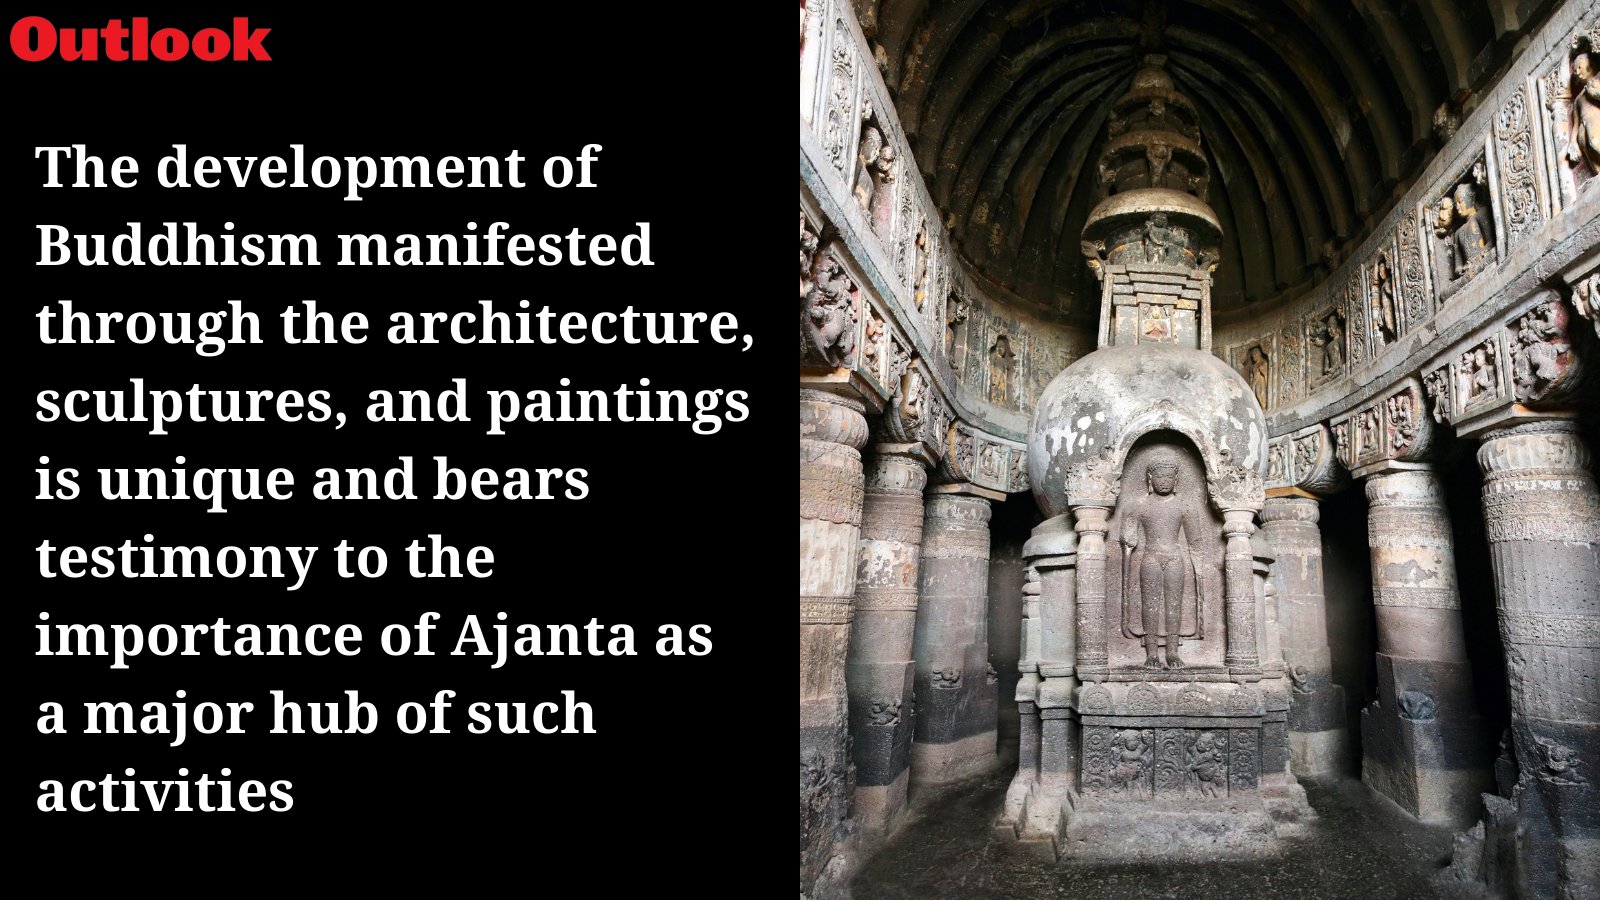 Outlook
The development of
Buddhism manifested
through the architecture,
sculptures, and paintings
is unique and bears
testimony to the
importance of Ajanta as
a major hub of such
activities